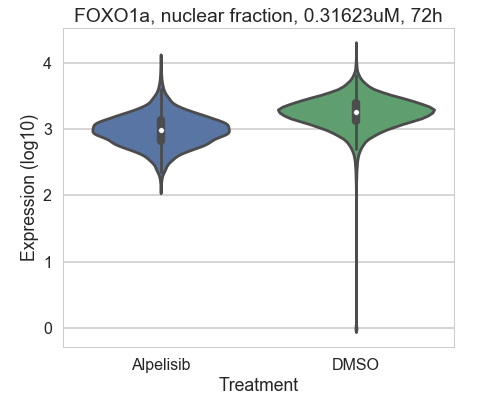 FOXO1a, nuclear fraction, 0.31623uM, 72h
4
3
2
1
0
Expression (log10)
Alpelisib DMSO
Treatment